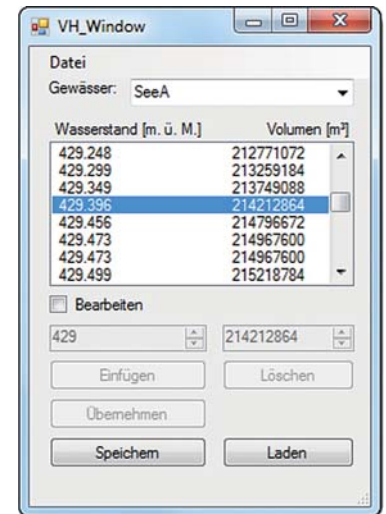 VH_Window
Datei
Gewässer: SeeA
Wasserstand [m. ü. M.] Volumen [m³]
429.248 212771072
429.299 213259184
429.349 213749088
429.396 214212864
429.456 214796672
429.473 214967600
429.473 214967600
429.499 215218784
Bearbeiten
429 214212864
Einfügen Löschen
Übernehmen
Speichern Laden